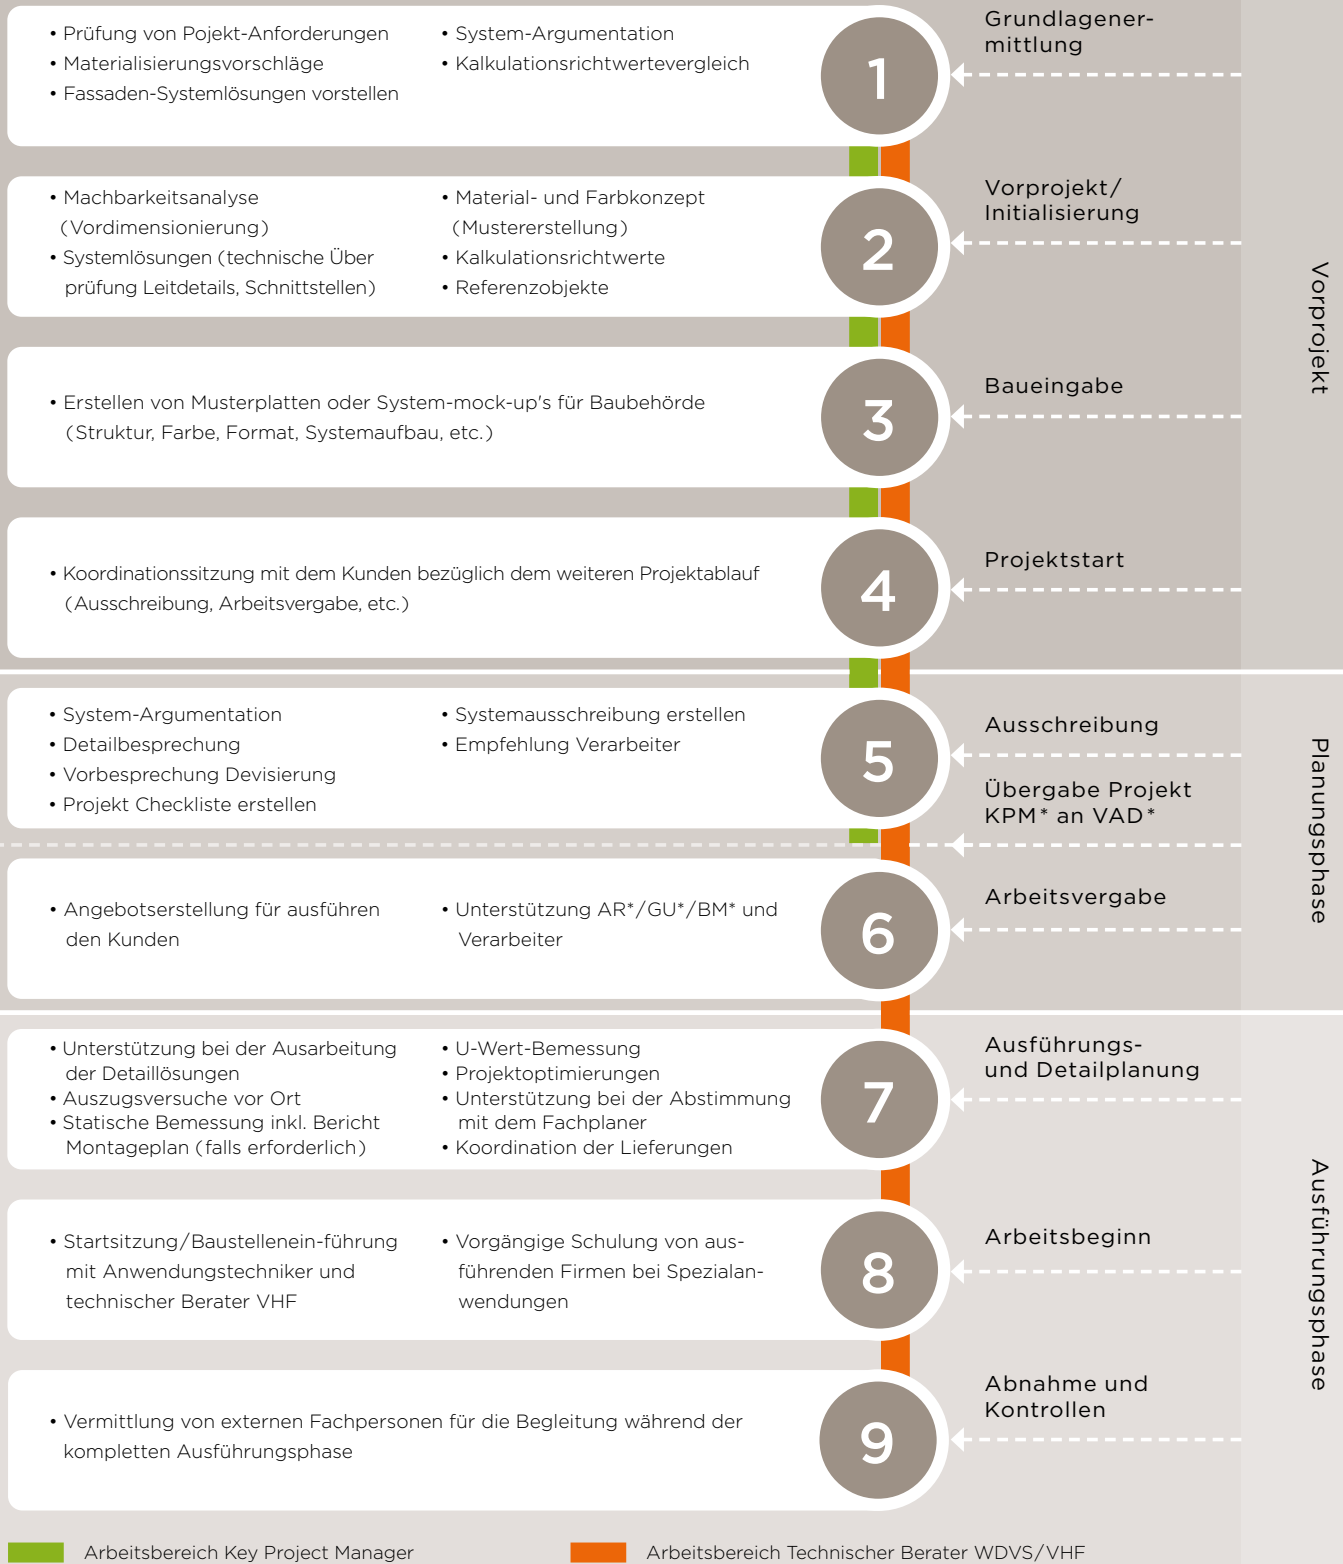 • Prüfung von Pojekt-Anforderungen
• Materialisierungsvorschläge
• Fassaden-Systemlösungen vorstellen
• System-Argumentation
• Kalkulationsrichtwertevergleich
1
Grundlagener-
mittlung
• Machbarkeitsanalyse
(Vordimensionierung)
• Systemlösungen (technische Über
prüfung Leitdetails, Schnittstellen)
• Material- und Farbkonzept
(Mustererstellung)
• Kalkulationsrichtwerte
• Referenzobjekte
2
Vorprojekt/
Initialisierung
• Erstellen von Musterplatten oder System-mock-up's für Baubehörde
(Struktur, Farbe, Format, Systemaufbau, etc.)
3
Baueingabe
• Koordinationssitzung mit dem Kunden bezüglich dem weiteren Projektablauf
(Ausschreibung, Arbeitsvergabe, etc.)
4
Projektstart
Vorprojekt
• System-Argumentation
• Detailbesprechung
• Vorbesprechung Devisierung
• Projekt Checkliste erstellen
• Systemausschreibung erstellen
• Empfehlung Verarbeiter
5
Ausschreibung
Übergabe Projekt
KPM* an VAD*
• Angebotserstellung für ausführen
den Kunden
• Unterstützung AR*/GU*/BM* und
Verarbeiter
6
Arbeitsvergabe
Planungsphase
• Unterstützung bei der Ausarbeitung
der Detaillösungen
• Auszugsversuche vor Ort
• Statische Bemessung inkl. Bericht
Montageplan (falls erforderlich)
• U-Wert-Bemessung
• Projektoptimierungen
• Unterstützung bei der Abstimmung
mit dem Fachplaner
• Koordination der Lieferungen
7
Ausführungs-
und Detailplanung
• Startsitzung/Baustellenein-führung
mit Anwendungstechniker und
technischer Berater VHF
• Vorgängige Schulung von aus-
führenden Firmen bei Spezialan-
wendungen
8
Arbeitsbeginn
• Vermittlung von externen Fachpersonen für die Begleitung während der
kompletten Ausführungsphase
9
Abnahme und
Kontrollen
Ausführungsphase
Arbeitsbereich Key Project Manager
Arbeitsbereich Technischer Berater WDVS/VHF